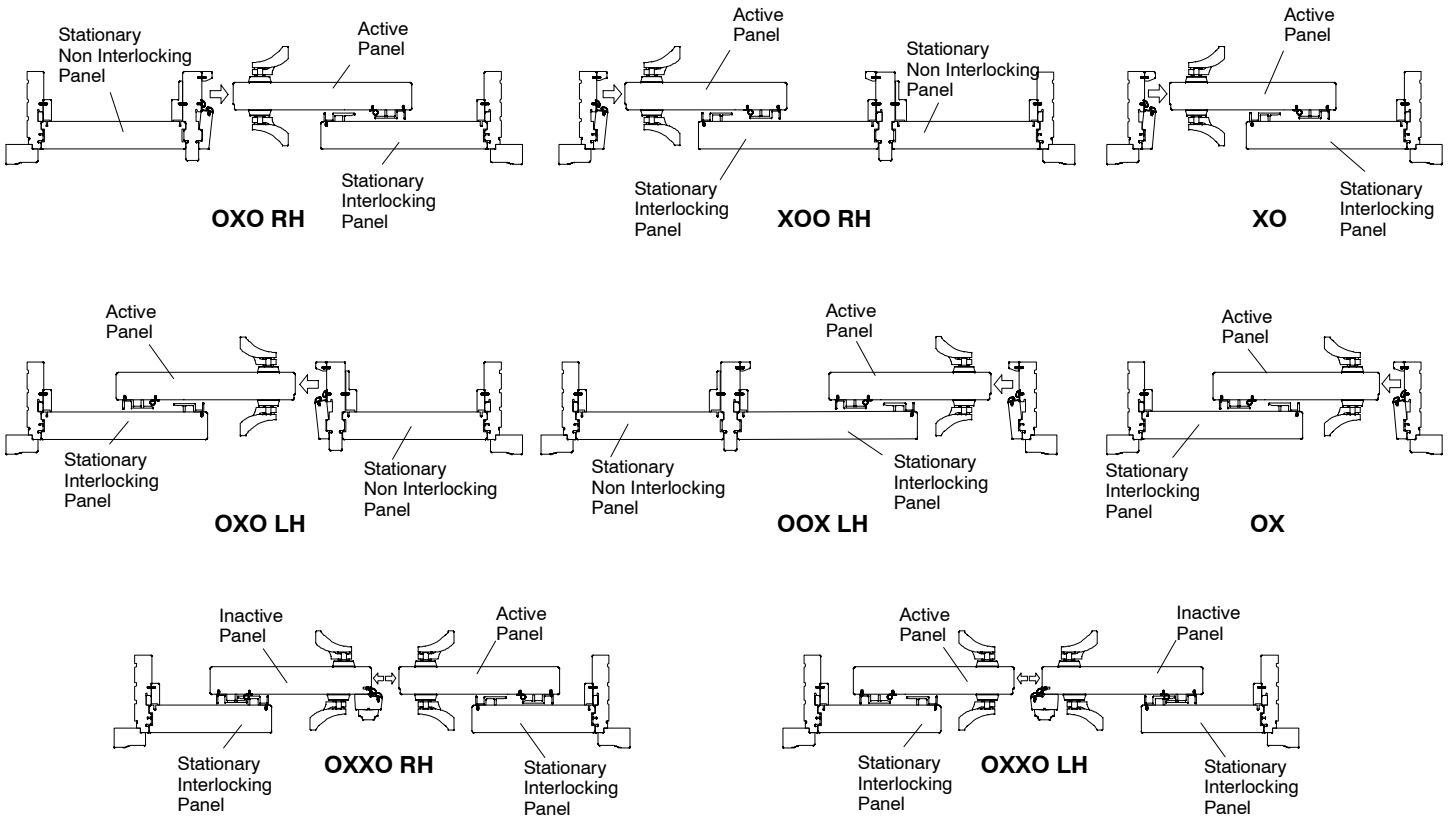 Stationary
Non Interlocking
Panel
Active
Panel
Stationary
Interlocking
Panel
OXO RH
Active
Panel
Stationary
Non Interlocking
Panel
Stationary
Interlocking
Panel
XOO RH
Active
Panel
Stationary
Interlocking
Panel
XO
Active
Panel
Stationary
Interlocking
Panel
Stationary
Non Interlocking
Panel
OXO LH
Active
Panel
Stationary
Non Interlocking
Panel
Stationary
Interlocking
Panel
OOX LH
Active
Panel
Stationary
Interlocking
Panel
OX
Inactive
Panel
Active
Panel
Stationary
Interlocking
Panel
OXXO RH
Stationary
Interlocking
Panel
Active
Panel
Inactive
Panel
Stationary
Interlocking
Panel
OXXO LH
Stationary
Interlocking
Panel